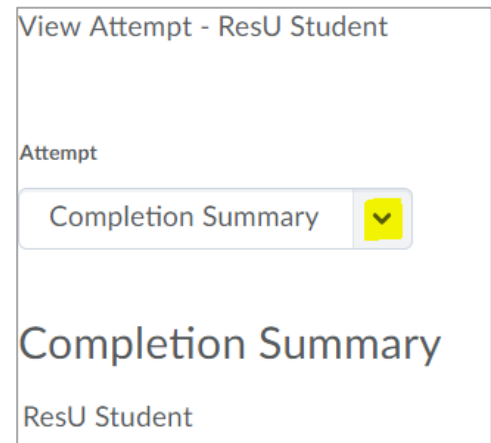 View Attempt - ResU Student
Attempt
Completion Summary
Completion Summary
ResU Student